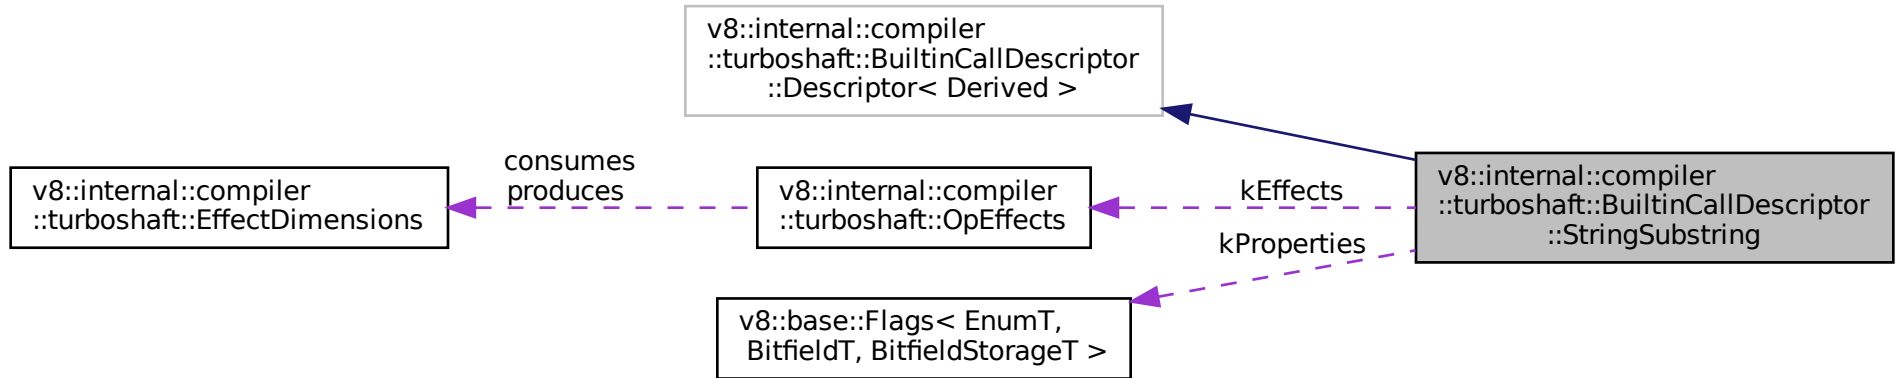 v8::internal::compiler
::turboshaft::BuiltinCallDescriptor
::Descriptor< Derived >
v8::internal::compiler
::turboshaft::EffectDimensions
consumes
produces
v8::internal::compiler
::turboshaft::OpEffects
kEffects
kProperties
v8::internal::compiler
::turboshaft::BuiltinCallDescriptor
::StringSubstring
v8::base::Flags< EnumT,
BitfieldT, BitfieldStorageT >